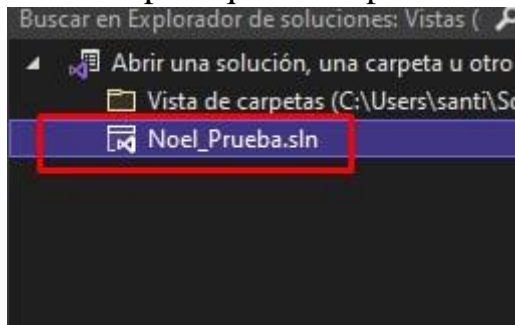 Buscar en Explorador de soluciones: Vistas (
Abrir una solución, una carpeta u otro
Vista de carpetas (C:\Users\santi\So
Noel_Prueba.sln